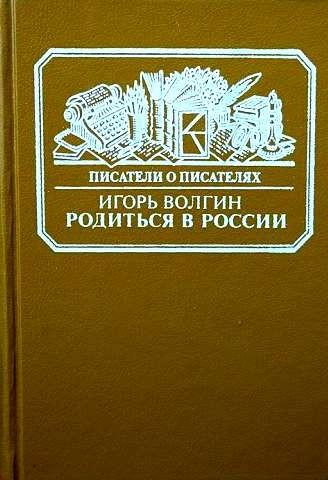 ПИСАТЕЛИ О ПИСАТЕЛЯХ
ИГОРЬ ВОЛГИН
РОДИТЬСЯ В РОССИИ